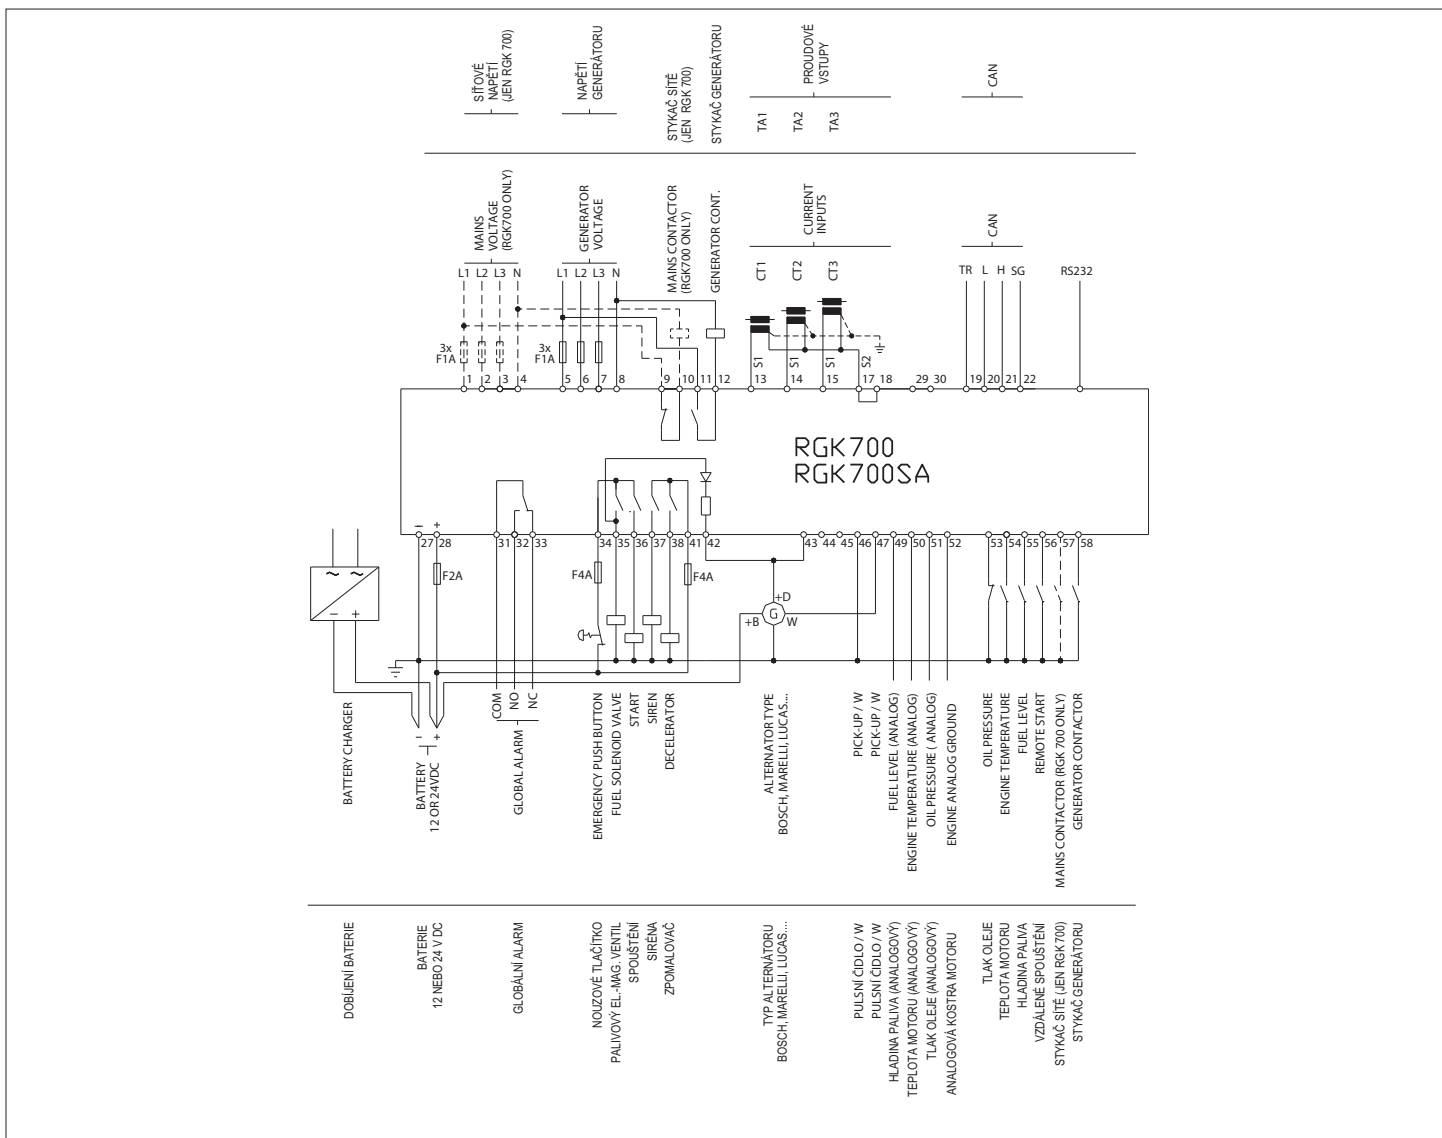 SÍŤOVÉ
NAPĚTÍ
(JEN RGK 700)
NAPĚTÍ
GENERÁTORU
STYKAČ SÍTĚ
(JEN RGK 700)
STYKAČ GENERÁTORU
PROUDOVÉ
VSTUPY
TA1
TA2
TA3
CAN
MAINS
VOLTAGE
(RGK700 ONLY)
GENERATOR
VOLTAGE
MAINS CONTACTOR
(RGK700 ONLY)
GENERATOR CONT.
CURRENT
INPUTS
CT1
CT2
CT3
CAN
L1 L2 L3 N
L1 L2 L3 N
TR L H SG
RS232
3x
F1A
3x
F1A
S1
S1
S1
S2
1 2 3 4 5 6 7 8 9 10 11 12 13 14 15 17 18 29 30 19 20 21 22
RGK700
RGK700SA
− +
27 28 31 32 33 34 35 36 37 38 41 42 43 44 45 46 47 49 50 51 52 53 54 55 56 57 58
~ ~
− +
F2A
F4A
F4A
+D
G
+B
W
BATTERY CHARGER
− +
BATTERY
12 OR 24VDC
COM
NO
NC
GLOBAL ALARM
EMERGENCY PUSH BUTTON
FUEL SOLENOID VALVE
START
SIREN
DECELERATOR
ALTERNATOR TYPE
BOSCH, MARELLI, LUCAS....
PICK-UP / W
PICK-UP / W
FUEL LEVEL (ANALOG)
ENGINE TEMPERATURE (ANALOG)
OIL PRESSURE ( ANALOG)
ENGINE ANALOG GROUND
OIL PRESSURE
ENGINE TEMPERATURE
FUEL LEVEL
REMOTE START
MAINS CONTACTOR (RGK 700 ONLY)
GENERATOR CONTACTOR
DOBÍJENÍ BATERIE
BATERIE
12 NEBO 24 V DC
GLOBÁLNÍ ALARM
NOUZOVÉ TLAČÍTKO
PALIVOVÝ EL.-MAG. VENTIL
SPOUŠTĚNÍ
SIRÉNA
ZPOMALOVAČ
TYP ALTERNÁTORU
BOSCH, MARELLI, LUCAS....
PULSNÍ ČIDLO / W
PULSNÍ ČIDLO / W
HLADINA PALIVA (ANALOGOVÝ)
TEPLOTA MOTORU (ANALOGOVÝ)
TLAK OLEJE (ANALOGOVÝ)
ANALOGOVÁ KOSTRA MOTORU
TLAK OLEJE
TEPLOTA MOTORU
HLADINA PALIVA
VZDÁLENÉ SPOUŠTĚNÍ
STYKAČ SÍTĚ (JEN RGK 700)
STYKAČ GENERÁTORU